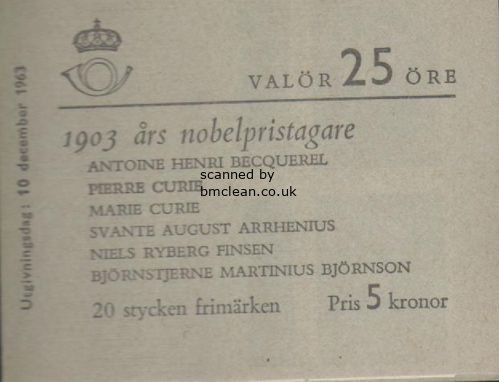 VALÖR 25 ÖRE
1903 års nobelpristagare
ANTOINE HENRI BECQUEREL
PIERRE CURIE
MARIE CURIE
SVANTE AUGUST ARRHENIUS
NIELS RYBERG FINSEN
BJÖRNSTJERNE MARTINIUS BJÖRNSON
20 stycken frimärken Pris 5 kronor
Utgivningsdag: 10 december 1963
scanned by
bmclean.co.uk